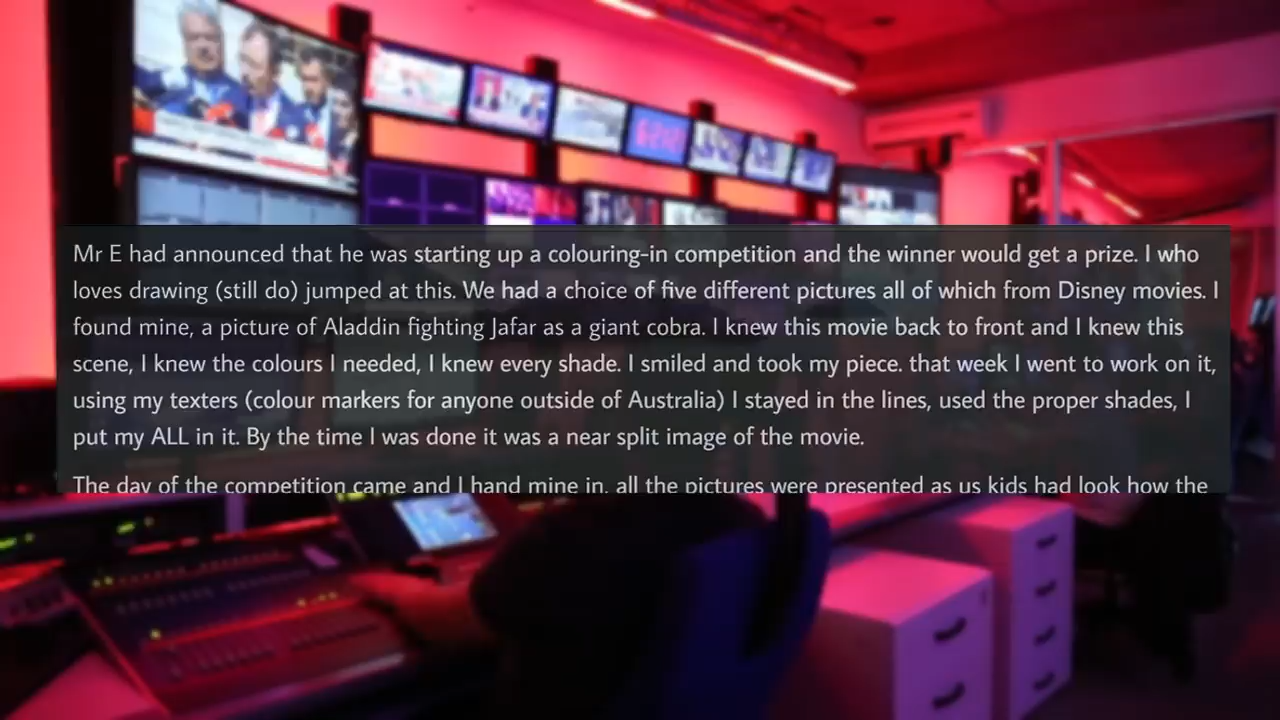 Mr E had announced that he was starting up a colouring-in competition and the winner would get a prize. I who
loves drawing (still do) jumped at this. We had a choice of five different pictures all of which from Disney movies. I
found mine, a picture of Aladdin fighting Jafar as a giant cobra. I knew this movie back to front and I knew this
scene, I knew the colours I needed, I knew every shade. I smiled and took my piece. that week I went to work on it,
using my texters (colour markers for anyone outside of Australia) I stayed in the lines, used the proper shades, I
put my ALL in it. By the time I was done it was a near split image of the movie.
The day of the competition came and I hand mine in, all the pictures were presented as us kids had look how the